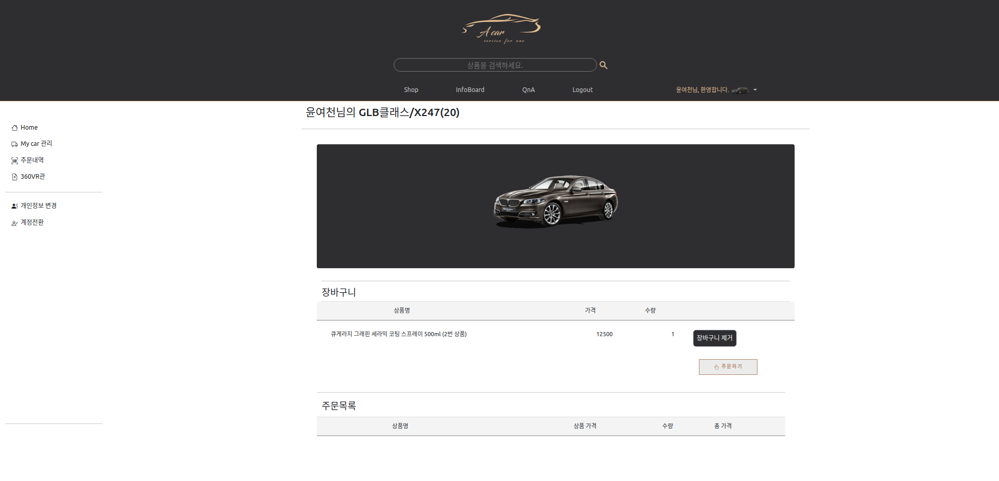 A car
service for one
상품을 검색하세요.
Shop InfoBoard QnA Logout 윤여천님, 환영합니다.
윤여천님의 GLB클래스/X247(20)
Home
My car 관리
주문내역
360VR관
개인정보 변경
계정전환
장바구니
상품명 가격 수량
큐게라지 그래핀 세라믹 코팅 스프레이 500ml (2번 상품) 12500 1 장바구니 제거
주문하기
주문목록
상품명 상품 가격 수량 총 가격